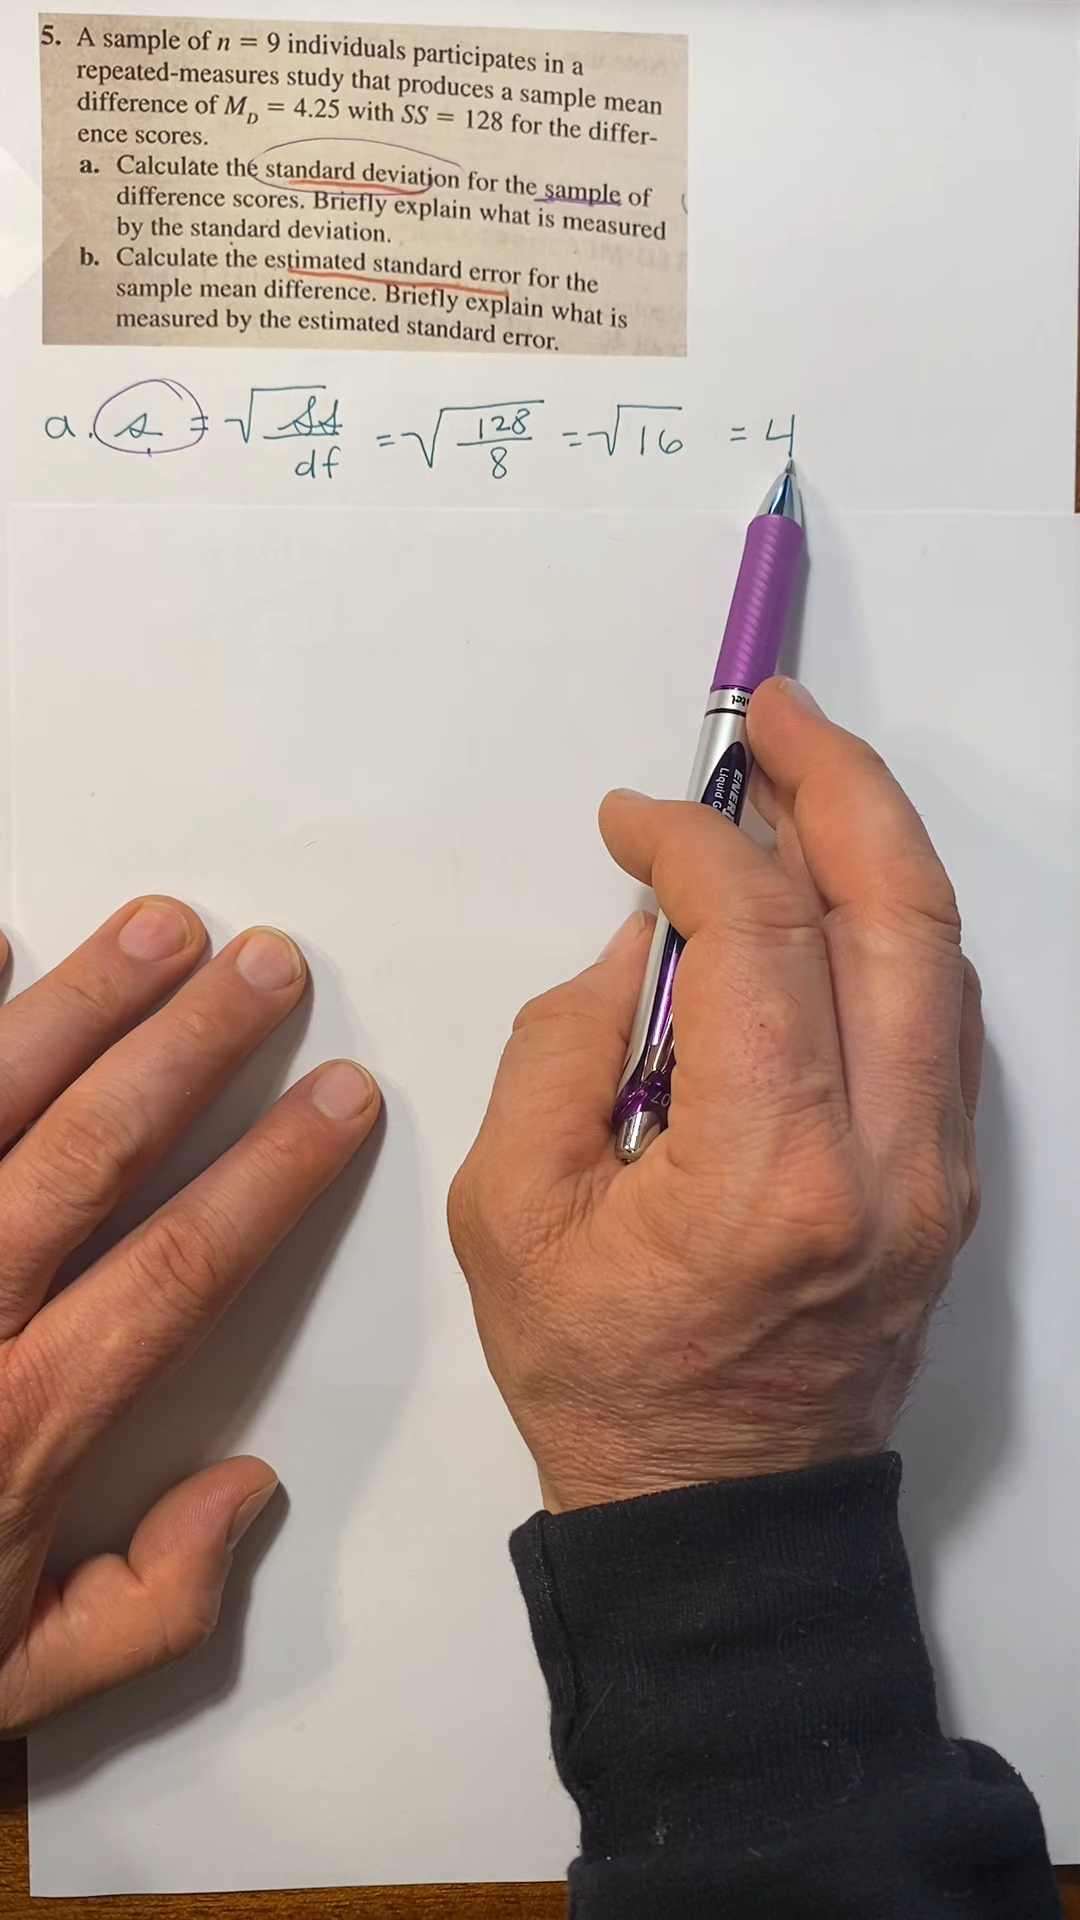 5. A sample of n = 9 individuals participates in a
repeated-measures study that produces a sample mean
difference of M_D = 4.25 with SS = 128 for the differ-
ence scores.
a. Calculate the standard deviation for the sample of
difference scores. Briefly explain what is measured
by the standard deviation.
b. Calculate the estimated standard error for the
sample mean difference. Briefly explain what is
measured by the estimated standard error.
a. s = √(SS/df) = √(128/8) = √16 = 4
ENER
Liquid G
07